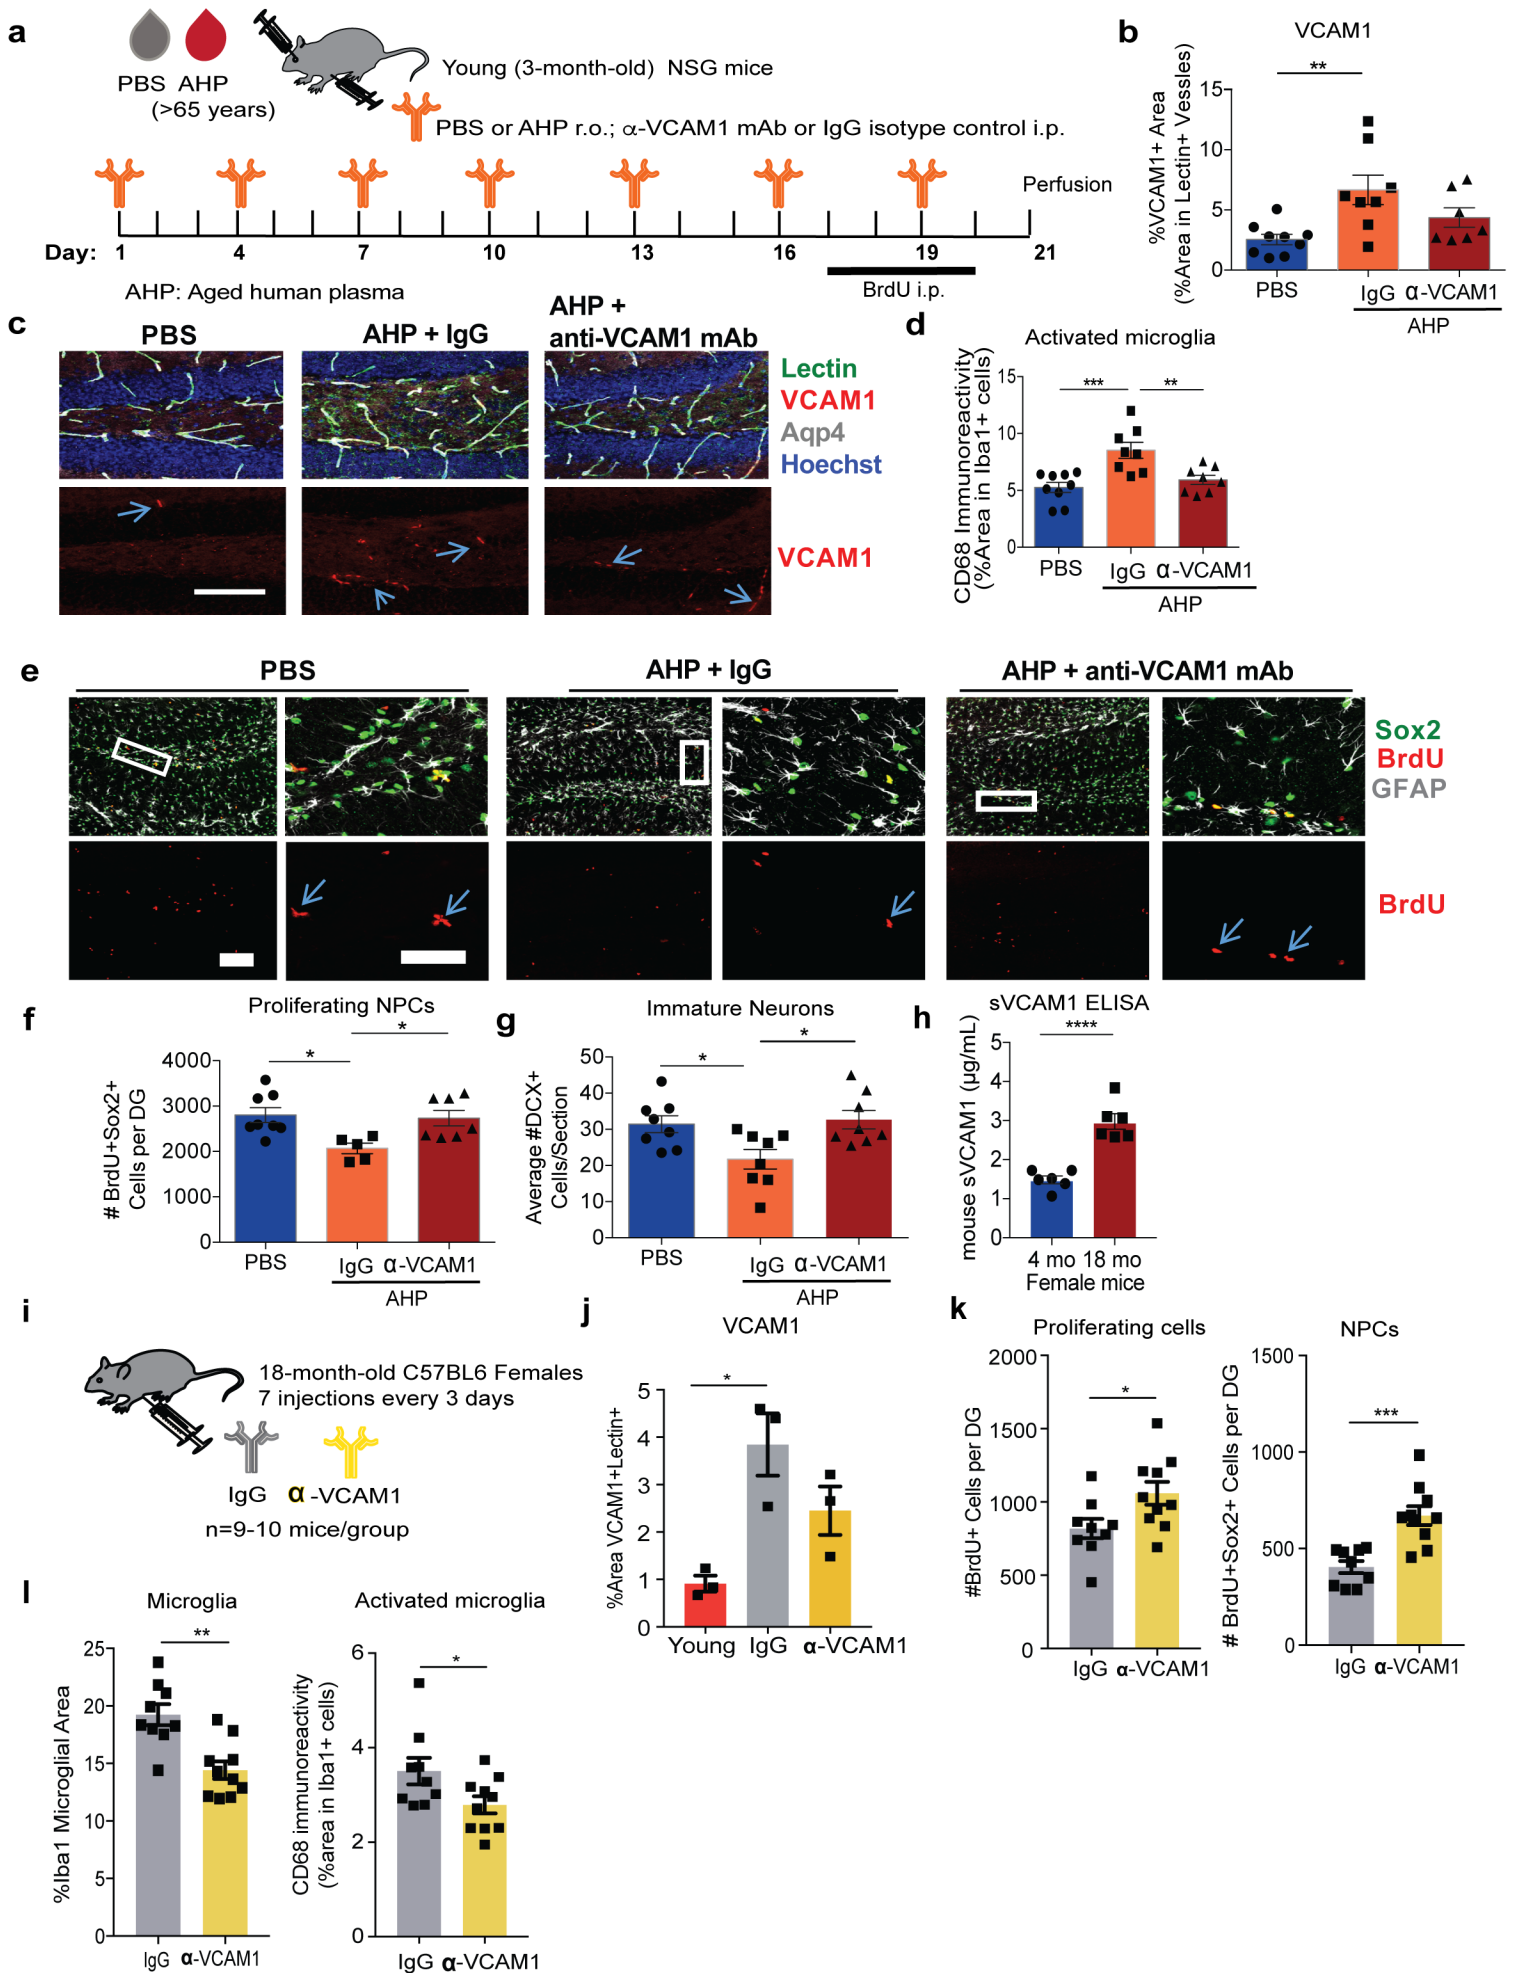 a
PBS AHP
(>65 years)
Young (3-month-old) NSG mice
PBS or AHP r.o.; α-VCAM1 mAb or IgG isotype control i.p.
Perfusion
Day: 1 4 7 10 13 16 19 21
BrdU i.p.
AHP: Aged human plasma
b
VCAM1
**
%VCAM1+ Area
(%Area in Lectin+ Vessles)
15
10
5
0
PBS IgG α-VCAM1
AHP
c
PBS
AHP + IgG
AHP +
anti-VCAM1 mAb
Lectin
VCAM1
Aqp4
Hoechst
VCAM1
d
Activated microglia
*** **
CD68 Immunoreactivity
(%Area in Iba1+ cells)
15
10
5
0
PBS IgG α-VCAM1
AHP
e
PBS
AHP + IgG
AHP + anti-VCAM1 mAb
Sox2
BrdU
GFAP
BrdU
f
Proliferating NPCs
*
*
# BrdU+Sox2+
Cells per DG
4000
3000
2000
1000
0
PBS IgG α-VCAM1
AHP
g
Immature Neurons
*
*
Average #DCX+
Cells/Section
50
40
30
20
10
0
PBS IgG α-VCAM1
AHP
h
sVCAM1 ELISA
****
mouse sVCAM1 (µg/mL)
5
4
3
2
1
0
4 mo 18 mo
Female mice
i
18-month-old C57BL6 Females
7 injections every 3 days
IgG α-VCAM1
n=9-10 mice/group
j
VCAM1
*
%Area VCAM1+Lectin+
5
4
3
2
1
0
Young IgG α-VCAM1
k
Proliferating cells
*
#BrdU+ Cells per DG
2000
1500
1000
500
0
IgG α-VCAM1
NPCs
***
# BrdU+Sox2+ Cells per DG
1500
1000
500
0
IgG α-VCAM1
l
Microglia
**
%Iba1 Microglial Area
25
20
15
10
5
0
IgG α-VCAM1
Activated microglia
*
CD68 immunoreactivity
(%area in Iba1+ cells)
6
4
2
0
IgG α-VCAM1